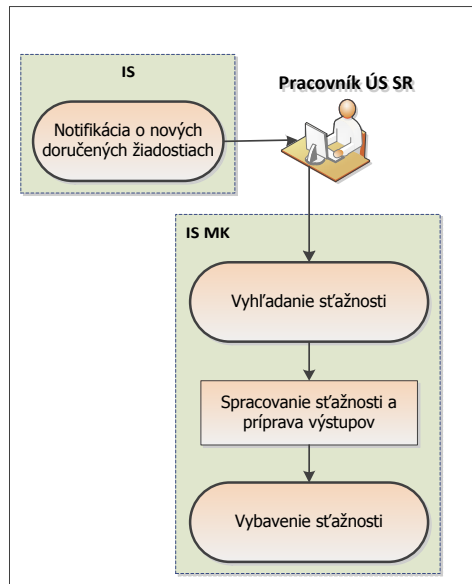 IS
Pracovník ÚS SR
Notifikácia o nových
doručených žiadostiach
IS MK
Vyhľadanie sťažnosti
Spracovanie sťažnosti a
príprava výstupov
Vybavenie sťažnosti